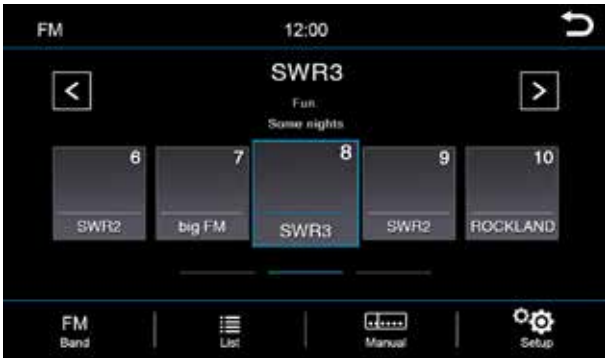 FM 12:00
SWR3
Fun.
Some nights
6 7 8 9 10
SWR2 big FM SWR3 SWR2 ROCKLAND
FM List Manual Setup
Band